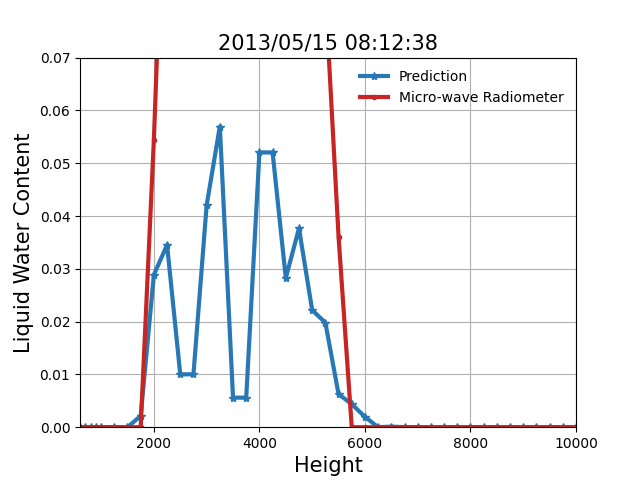 2013/05/15 08:12:38
0.07
0.06
0.05
0.04
0.03
0.02
0.01
0.00
Liquid Water Content
Prediction
Micro-wave Radiometer
2000 4000 6000 8000 10000
Height